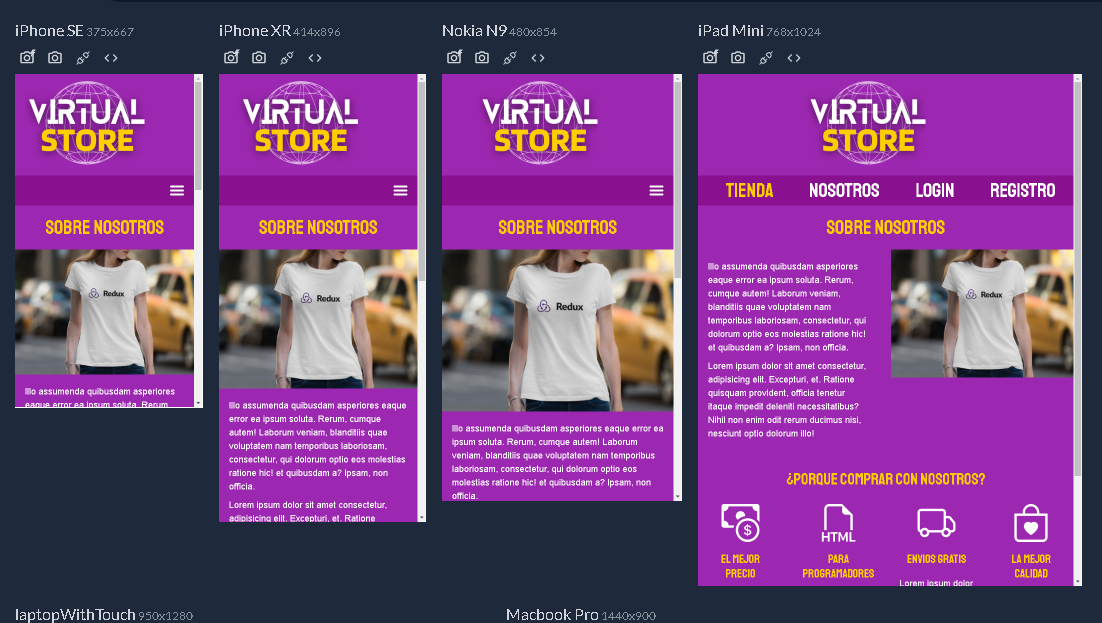 iPhone SE 375x667
VIRTUAL
STORE
SOBRE NOSOTROS
Redux
Illo assumenda quibusdam asperiores
eaque error ea ipsum soluta. Rerum,
iPhone XR 414x896
VIRTUAL
STORE
SOBRE NOSOTROS
Redux
Illo assumenda quibusdam asperiores eaque
error ea ipsum soluta. Rerum, cumque
autem! Laborum veniam, blanditiis quae
voluptatem nam temporibus laboriosam,
consectetur, qui dolorum optio eos molestias
ratione hic! et quibusdam a? Ipsam, non
officia.
Lorem ipsum dolor sit amet consectetur,
adipisicing elit. Excepturi, et. Ratione
Nokia N9 480x854
VIRTUAL
STORE
SOBRE NOSOTROS
Redux
Illo assumenda quibusdam asperiores eaque error ea
ipsum soluta. Rerum, cumque autem! Laborum
veniam, blanditiis quae voluptatem nam temporibus
laboriosam, consectetur, qui dolorum optio eos
molestias ratione hic! et quibusdam a? Ipsam, non
officia.
iPad Mini 768x1024
VIRTUAL
STORE
TIENDA NOSOTROS LOGIN REGISTRO
SOBRE NOSOTROS
Illo assumenda quibusdam asperiores
eaque error ea ipsum soluta. Rerum,
cumque autem! Laborum veniam,
blanditiis quae voluptatem nam
temporibus laboriosam, consectetur, qui
dolorum optio eos molestias ratione hic!
et quibusdam a? Ipsam, non officia.
Lorem ipsum dolor sit amet consectetur,
adipisicing elit. Excepturi, et. Ratione
quisquam provident, officia tenetur
itaque impedit deleniti necessitatibus?
Nihil non enim odit rerum ducimus nisi,
nesciunt optio dolorum illo!
Redux
¿PORQUE COMPRAR CON NOSOTROS?
$
HTML
EL MEJOR
PRECIO
PARA
PROGRAMADORES
ENVIOS GRATIS
Lorem ipsum dolor
LA MEJOR
CALIDAD
laptopWithTouch 950x1280
Macbook Pro 1440x900